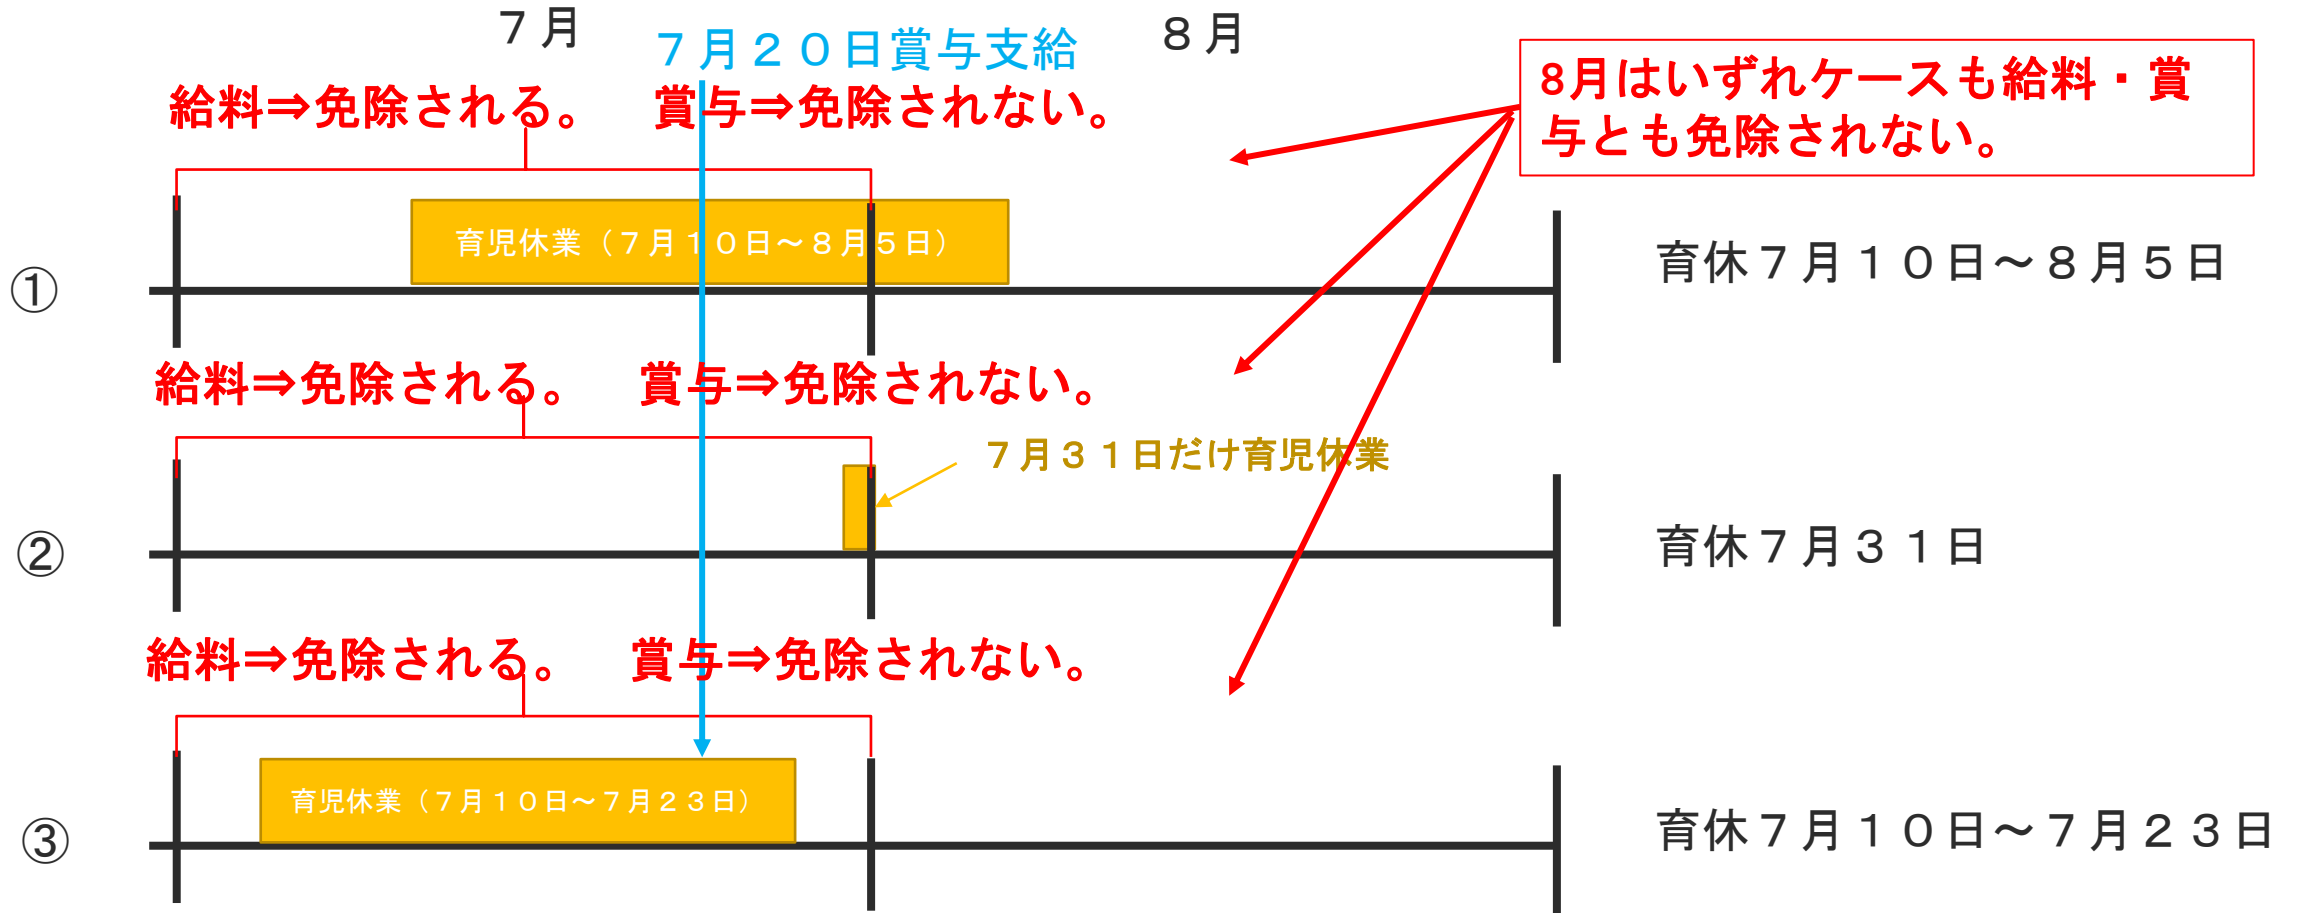 ７月
７月２０日賞与支給
８月
8月はいずれケースも給料・賞
与とも免除されない。
給料⇒免除される。　賞与⇒免除されない。
育児休業（７月１０日～８月５日）
①
育休７月１０日～８月５日
給料⇒免除される。　賞与⇒免除されない。
７月３１日だけ育児休業
②
育休７月３１日
給料⇒免除される。　賞与⇒免除されない。
育児休業（７月１０日～７月２３日）
③
育休７月１０日～７月２３日